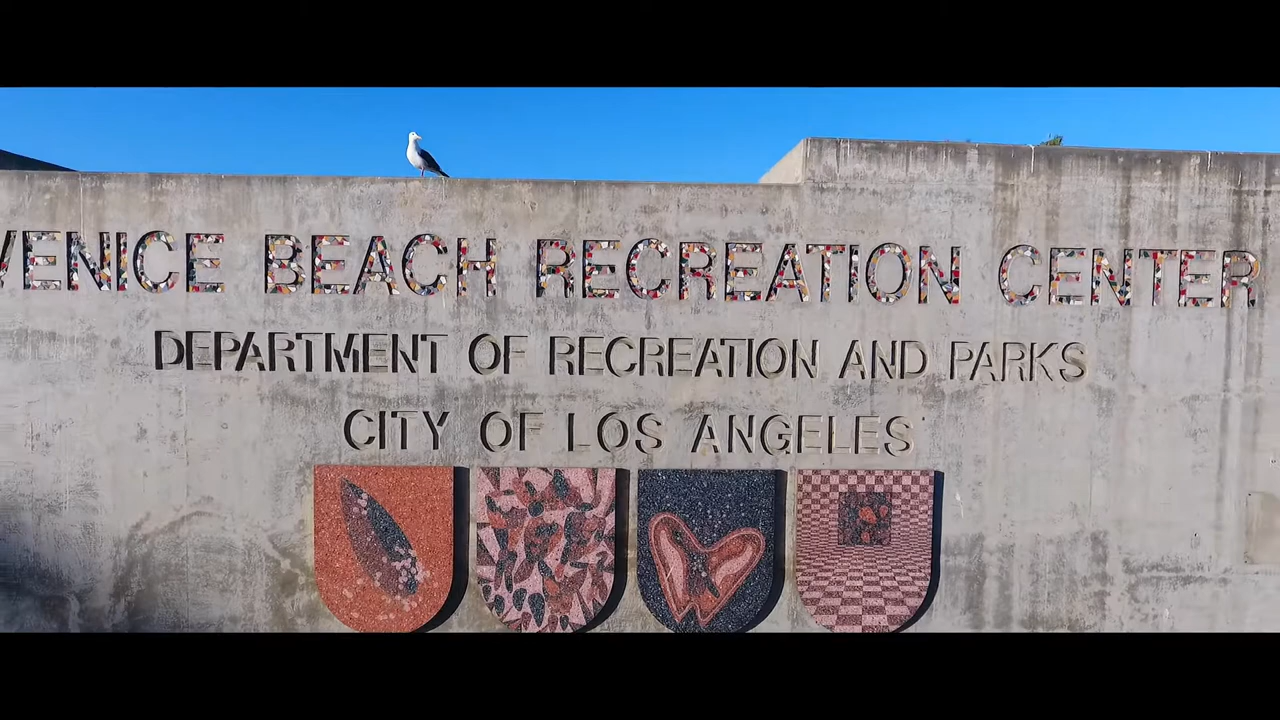 VENICE BEACH RECREATION CENTER
DEPARTMENT OF RECREATION AND PARKS
CITY OF LOS ANGELES